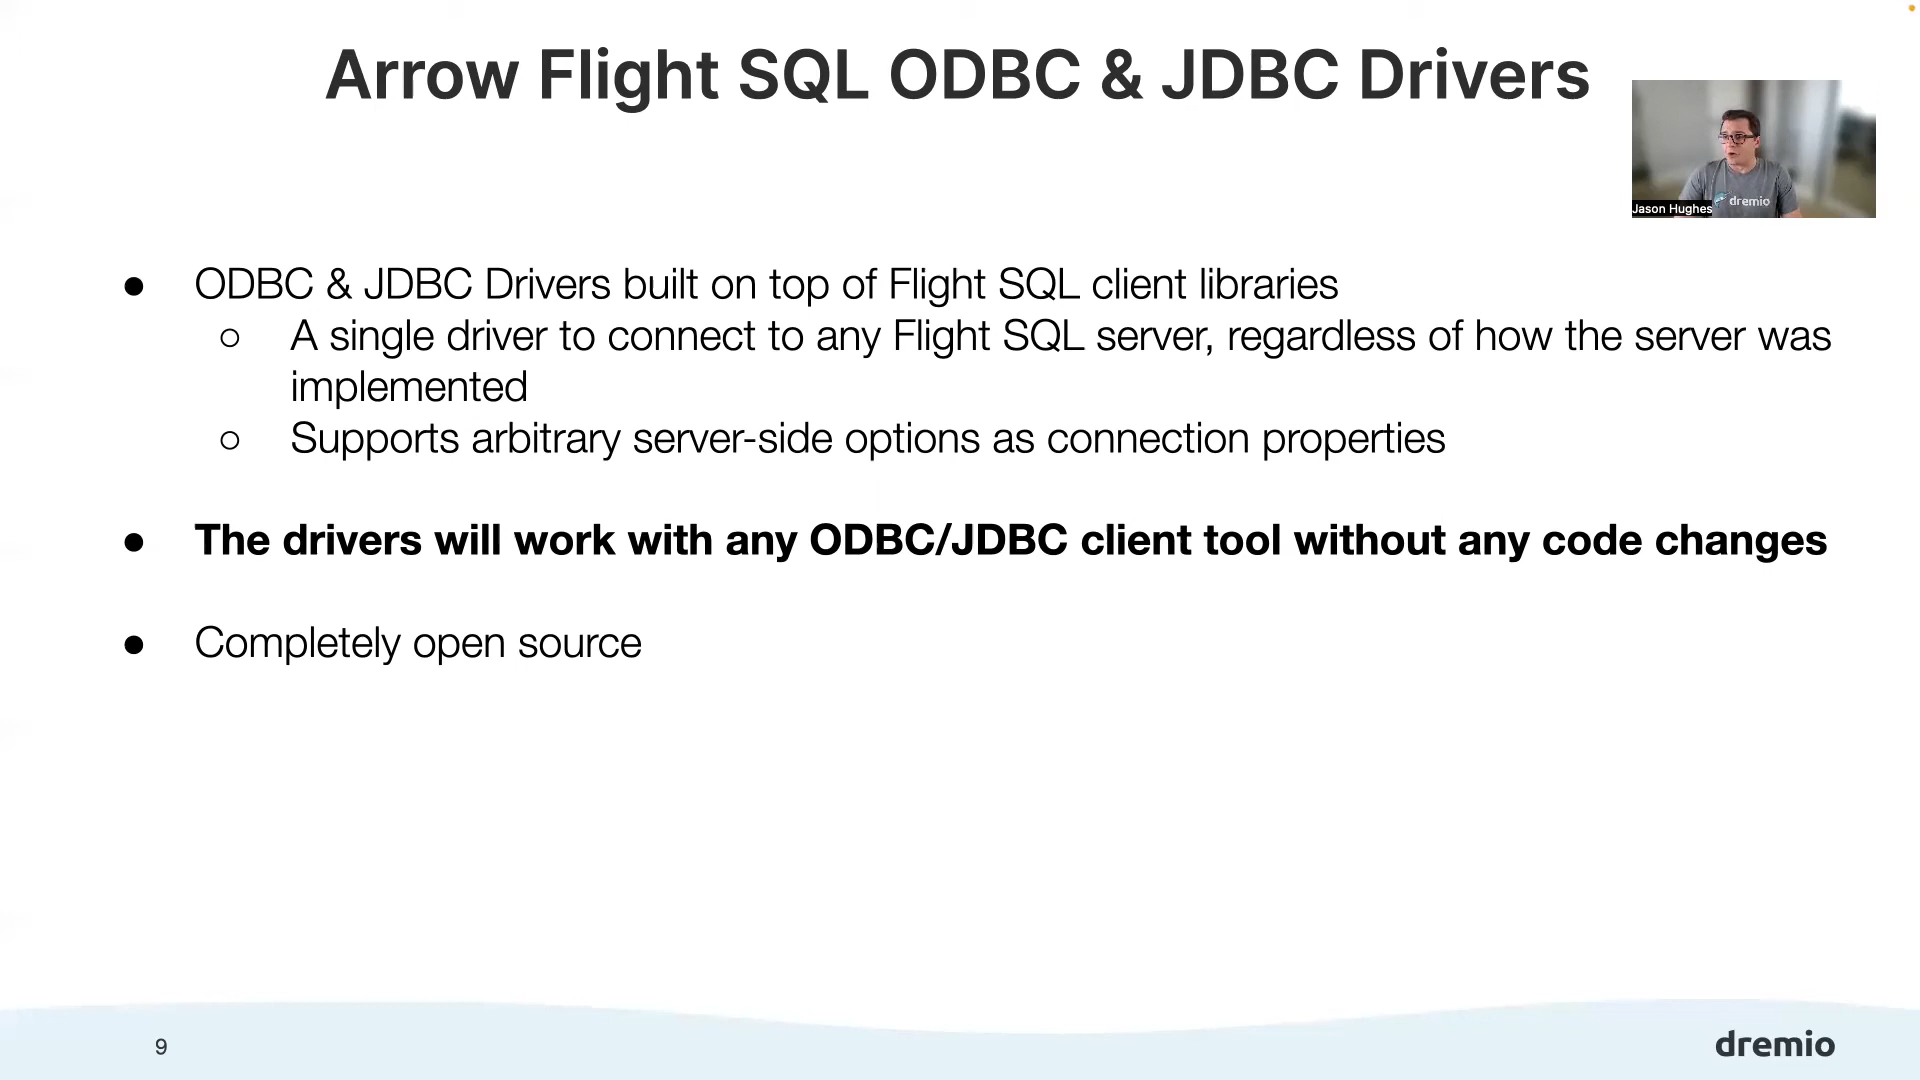 Arrow Flight SQL ODBC & JDBC Drivers
dremio
Jason Hughes
● ODBC & JDBC Drivers built on top of Flight SQL client libraries
○ A single driver to connect to any Flight SQL server, regardless of how the server was
implemented
○ Supports arbitrary server-side options as connection properties
● The drivers will work with any ODBC/JDBC client tool without any code changes
● Completely open source
9
dremio